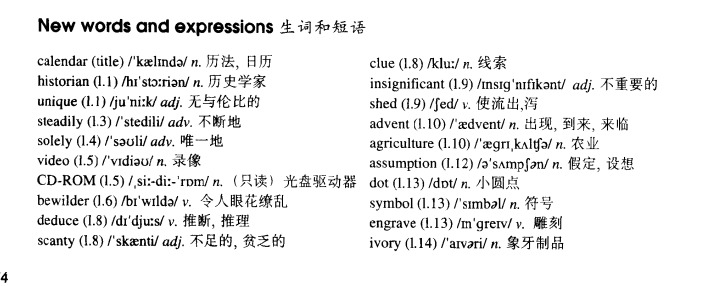 New words and expressions 生词和短语
calendar (title) /'kælɪndə/ n. 历法, 日历
historian (l.1) /hɪ'stɔːriən/ n. 历史学家
unique (l.1) /ju'niːk/ adj. 无与伦比的
steadily (l.3) /'stedili/ adv. 不断地
solely (l.4) /'səʊli/ adv. 唯一地
video (l.5) /'vɪdiəʊ/ n. 录像
CD-ROM (l.5) /ˌsiː-diː-'rɒm/ n. （只读）光盘驱动器
bewilder (l.6) /bɪ'wɪldə/ v. 令人眼花缭乱
deduce (l.8) /dɪ'djuːs/ v. 推断, 推理
scanty (l.8) /'skænti/ adj. 不足的, 贫乏的
clue (l.8) /kluː/ n. 线索
insignificant (l.9) /ɪnsɪg'nɪfɪkənt/ adj. 不重要的
shed (l.9) /ʃed/ v. 使流出,泻
advent (l.10) /'ædvent/ n. 出现, 到来, 来临
agriculture (l.10) /'ægrɪˌkʌltʃə/ n. 农业
assumption (l.12) /ə'sʌmpʃən/ n. 假定, 设想
dot (l.13) /dɒt/ n. 小圆点
symbol (l.13) /'sɪmbəl/ n. 符号
engrave (l.13) /ɪn'greɪv/ v. 雕刻
ivory (l.14) /'aɪvəri/ n. 象牙制品
4